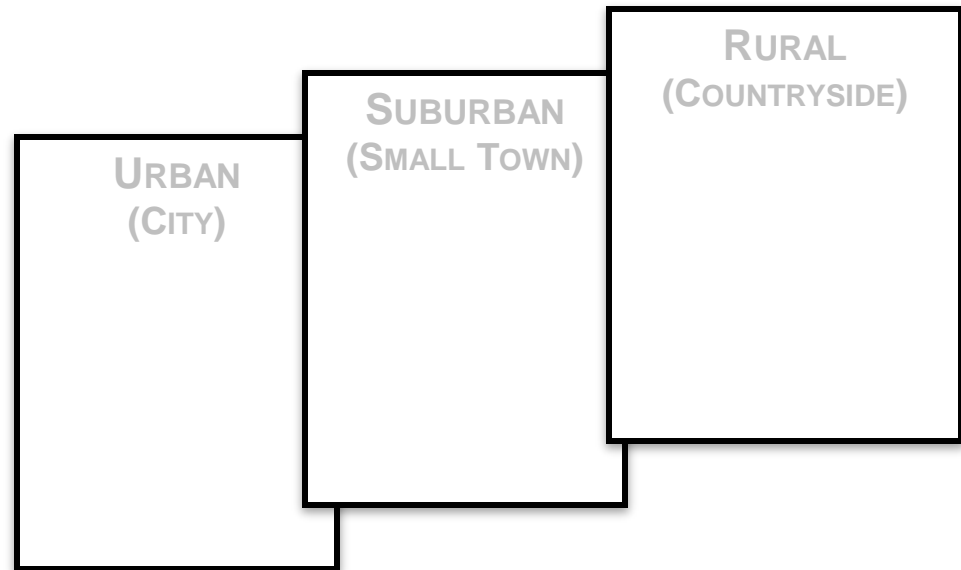 URBAN
(CITY)
SUBURBAN
(SMALL TOWN)
RURAL
(COUNTRYSIDE)